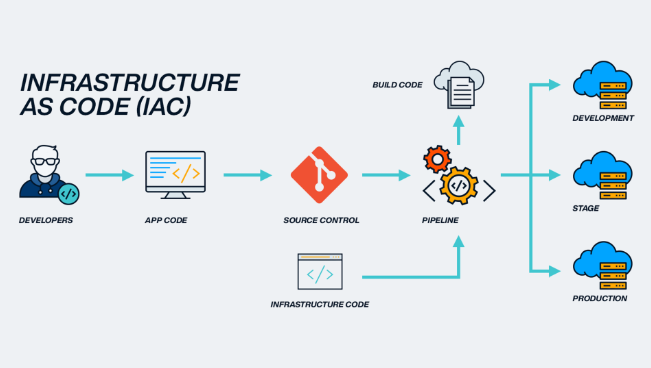 INFRASTRUCTURE
AS CODE (IAC)
BUILD CODE
DEVELOPMENT
DEVELOPERS
APP CODE
SOURCE CONTROL
PIPELINE
STAGE
INFRASTRUCTURE CODE
PRODUCTION